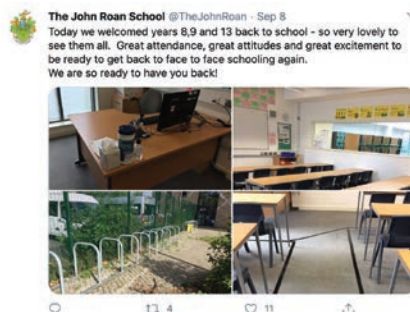 The John Roan School @TheJohnRoan · Sep 8
Today we welcomed years 8,9 and 13 back to school - so very lovely to
see them all. Great attendance, great attitudes and great excitement to
be ready to get back to face to face schooling again.
We are so ready to have you back!
4 11